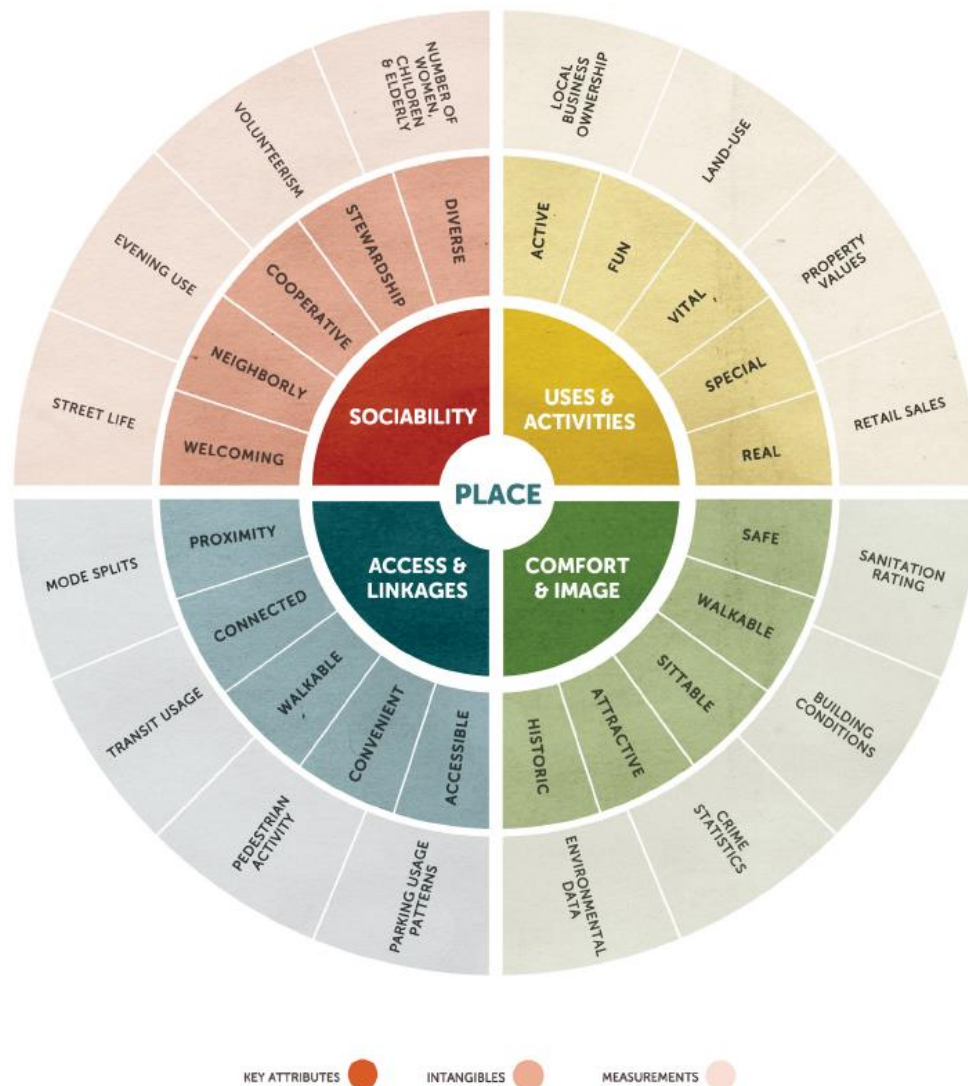 NUMBER OF
WOMEN,
CHILDREN
& ELDERLY
VOLUNTEERISM
EVENING USE
STREET LIFE
DIVERSE
STEWARDSHIP
COOPERATIVE
NEIGHBORLY
WELCOMING
SOCIABILITY
LOCAL
BUSINESS
OWNERSHIP
LAND-USE
PROPERTY
VALUES
RETAIL SALES
ACTIVE
FUN
VITAL
SPECIAL
REAL
USES &
ACTIVITIES
PLACE
ACCESS &
LINKAGES
PROXIMITY
CONNECTED
WALKABLE
CONVENIENT
ACCESSIBLE
MODE SPLITS
TRANSIT USAGE
PEDESTRIAN
ACTIVITY
PARKING USAGE
PATTERNS
COMFORT
& IMAGE
SAFE
WALKABLE
SITTABLE
ATTRACTIVE
HISTORIC
SANITATION
RATING
BUILDING
CONDITIONS
CRIME
STATISTICS
ENVIRONMENTAL
DATA
KEY ATTRIBUTES
INTANGIBLES
MEASUREMENTS